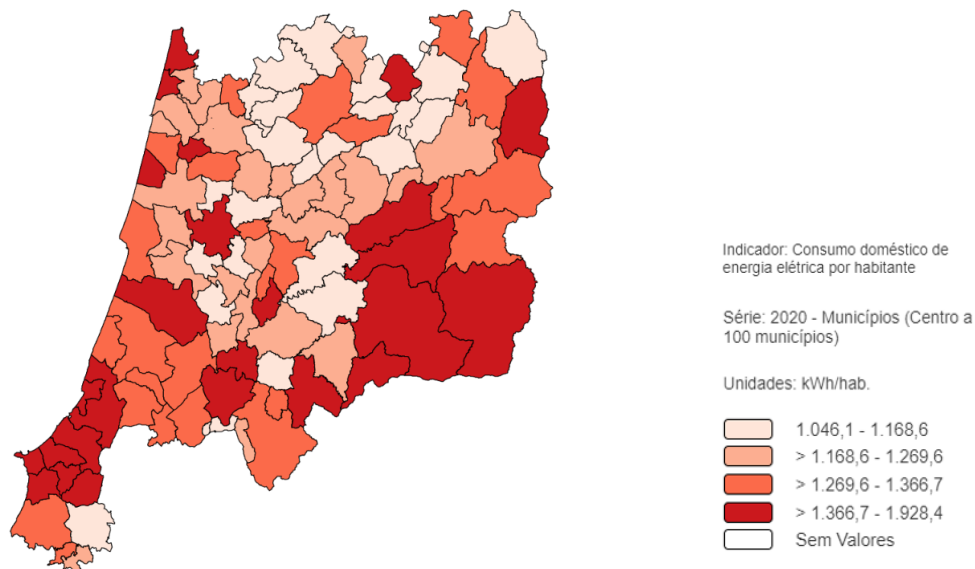 Indicador: Consumo doméstico de
energia elétrica por habitante
Série: 2020 - Municípios (Centro a
100 municípios)
Unidades: kWh/hab.
1.046,1 - 1.168,6
> 1.168,6 - 1.269,6
> 1.269,6 - 1.366,7
> 1.366,7 - 1.928,4
Sem Valores